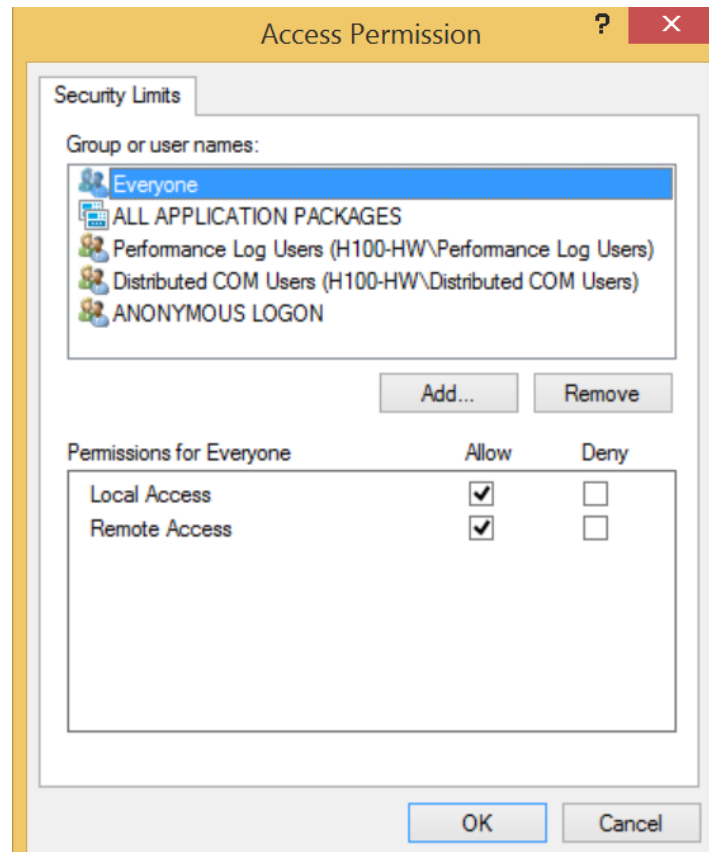 Access Permission
?
Security Limits
Group or user names:
Everyone
ALL APPLICATION PACKAGES
Performance Log Users (H100-HW\Performance Log Users)
Distributed COM Users (H100-HW\Distributed COM Users)
ANONYMOUS LOGON
Add... Remove
Permissions for Everyone Allow Deny
Local Access
Remote Access
OK Cancel